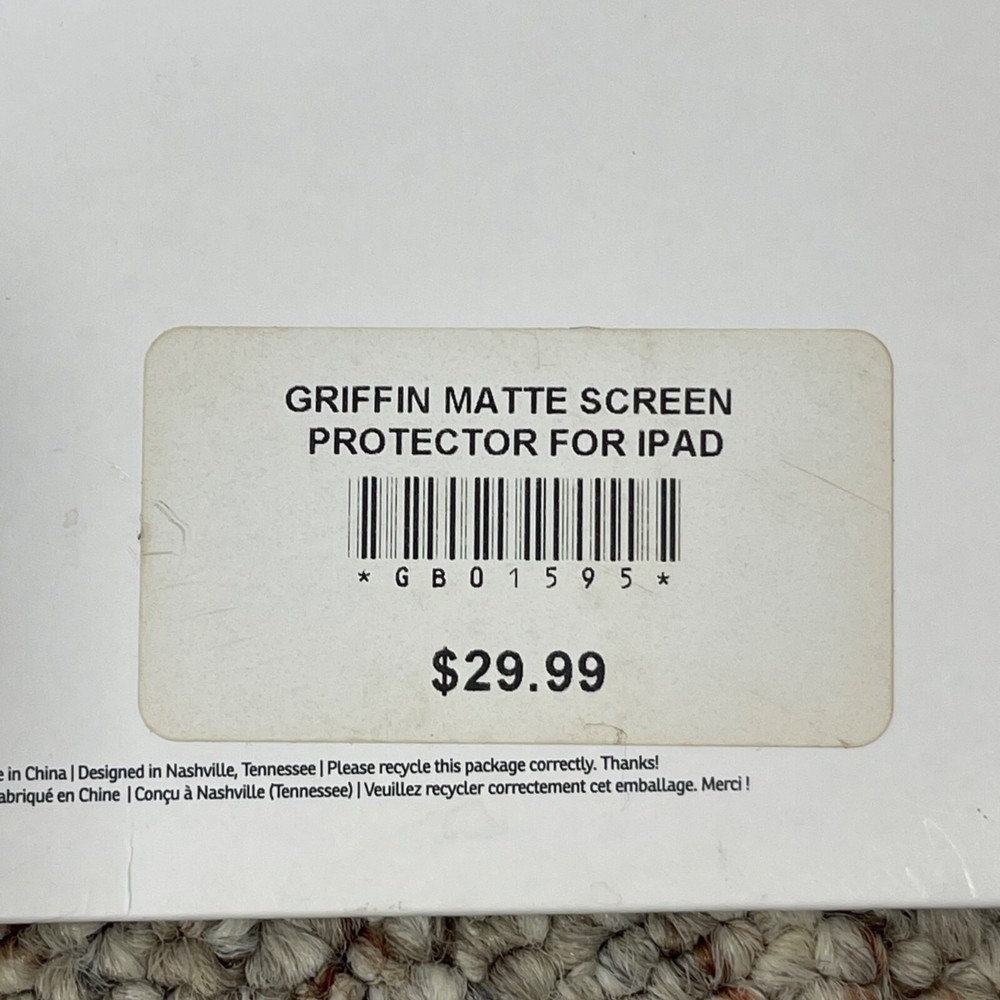 GRIFFIN MATTE SCREEN
PROTECTOR FOR IPAD
* G B 0 1 5 9 5 *
$29.99
in China | Designed in Nashville, Tennessee | Please recycle this package correctly. Thanks!
abriqué en Chine | Conçu à Nashville (Tennessee) | Veuillez recycler correctement cet emballage. Merci !